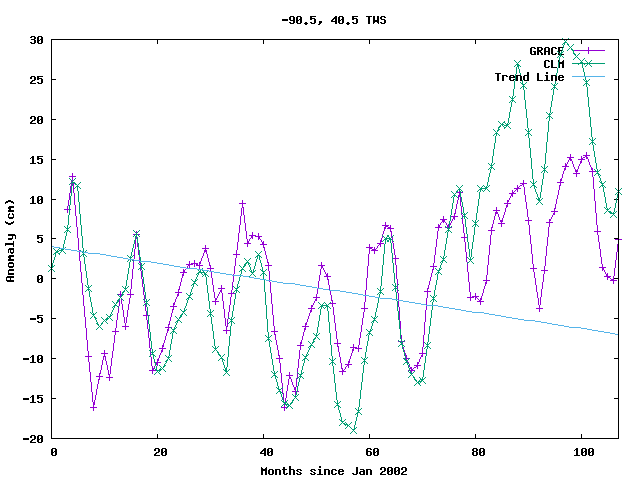 -90.5, 40.5 TWS
GRACE
CLM
Trend Line
30
25
20
15
10
5
0
-5
-10
-15
-20
Anomaly (cm)
0 20 40 60 80 100
Months since Jan 2002